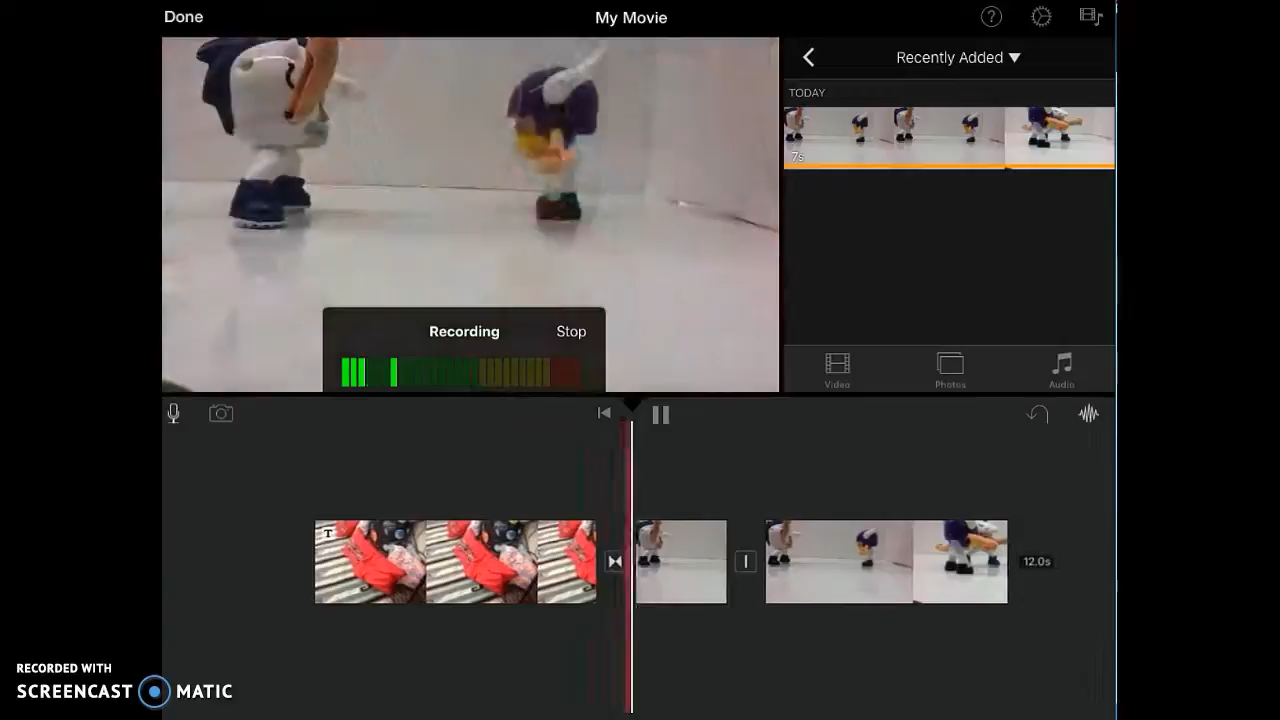 Done
My Movie
?
Recently Added ▼
TODAY
7s
Recording
Stop
Video
Photos
Audio
T
12.0s
RECORDED WITH
SCREENCAST MATIC